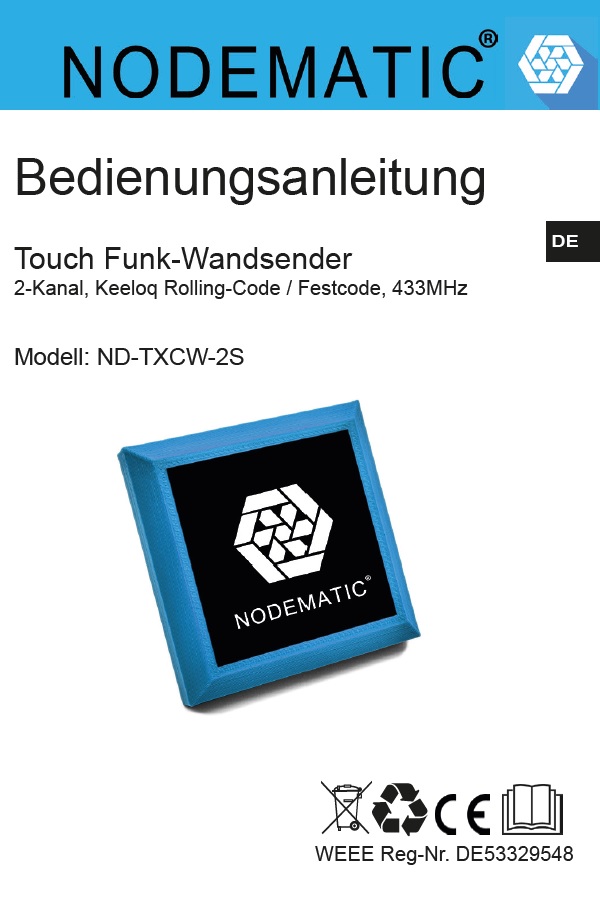 NODEMATIC®
Bedienungsanleitung
DE
Touch Funk-Wandsender
2-Kanal, Keeloq Rolling-Code / Festcode, 433MHz
Modell: ND-TXCW-2S
NODEMATIC®
CE
WEEE Reg-Nr. DE53329548